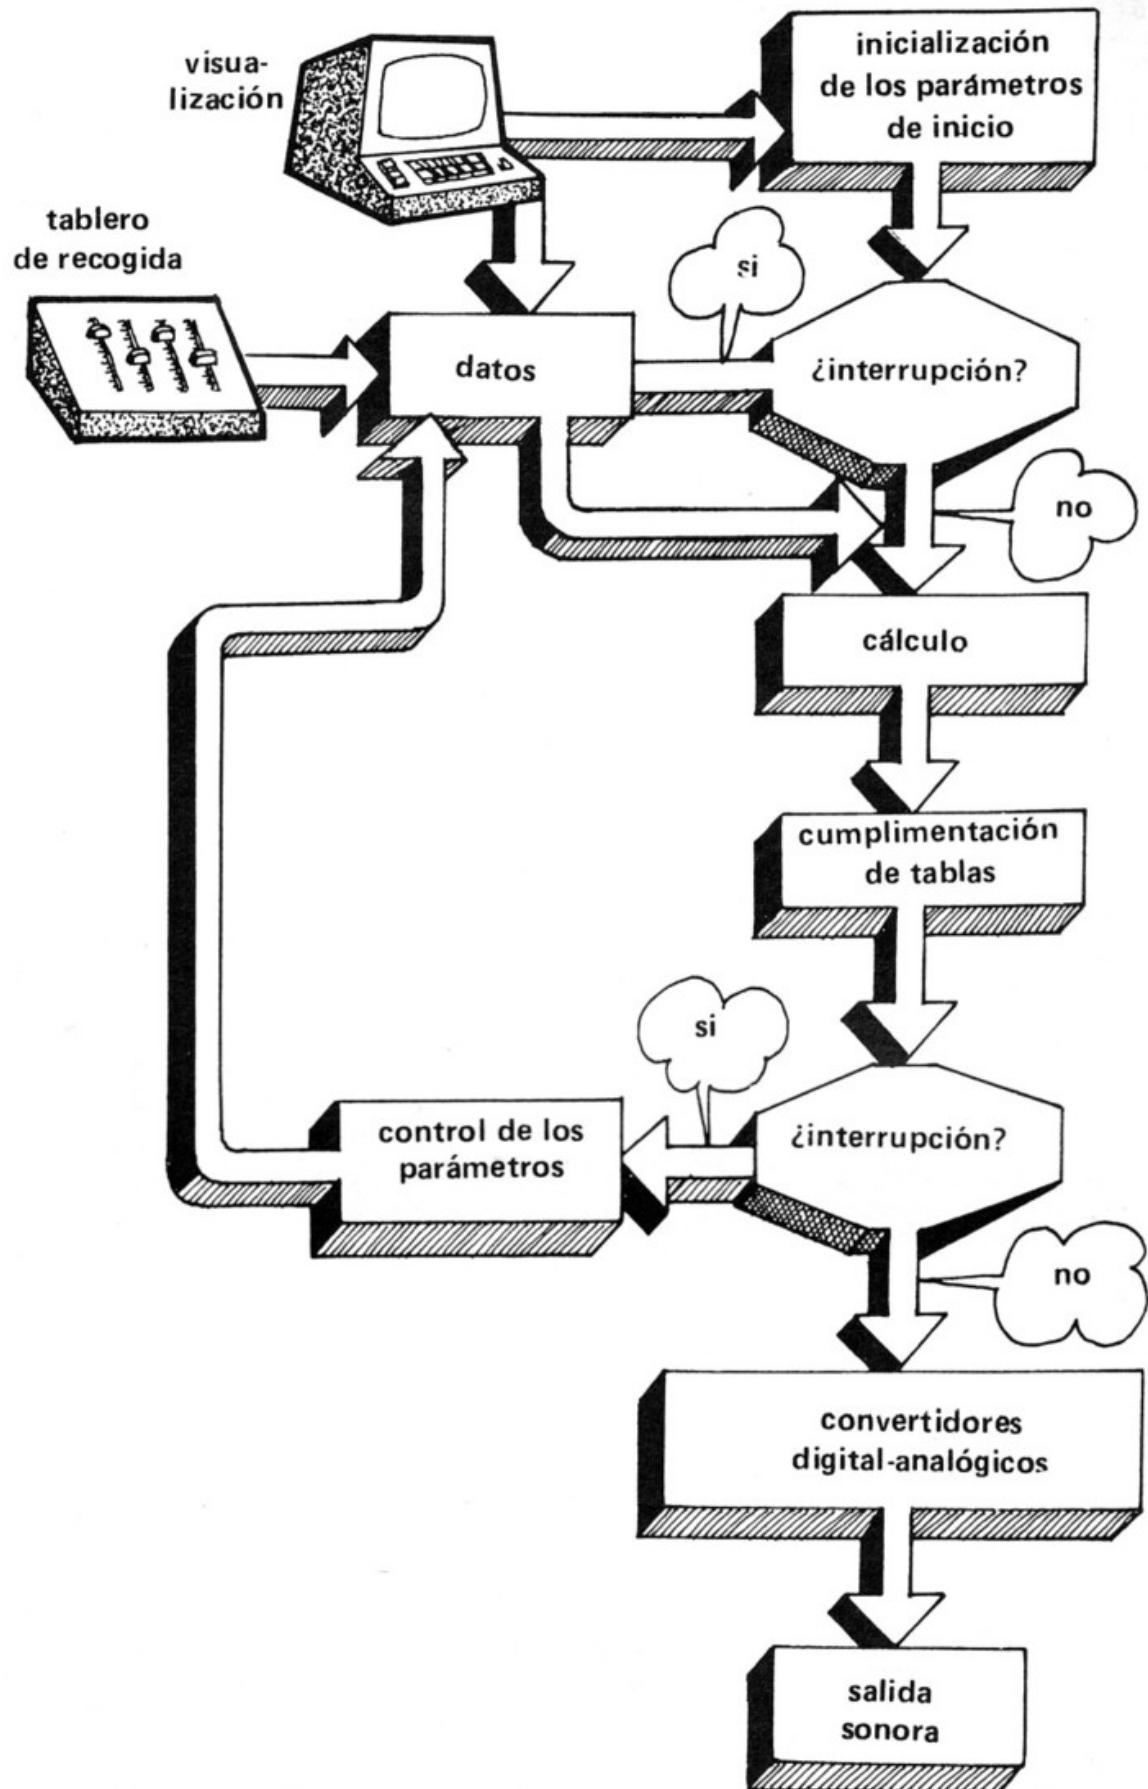 visua-
lización
inicialización
de los parámetros
de inicio
tablero
de recogida
si
datos
¿interrupción?
no
cálculo
cumplimentación
de tablas
si
control de los
parámetros
¿interrupción?
no
convertidores
digital-analógicos
salida
sonora